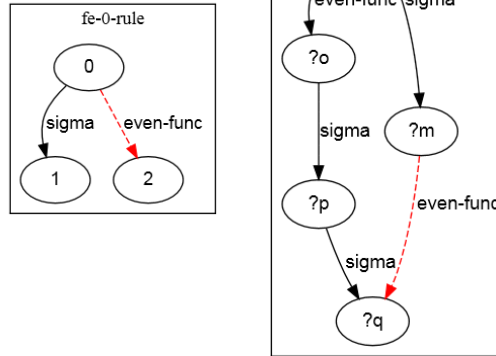 fe-0-rule
0
sigma even-func
1 2
even-func sigma
?o
sigma ?m
?p even-func
sigma
?q